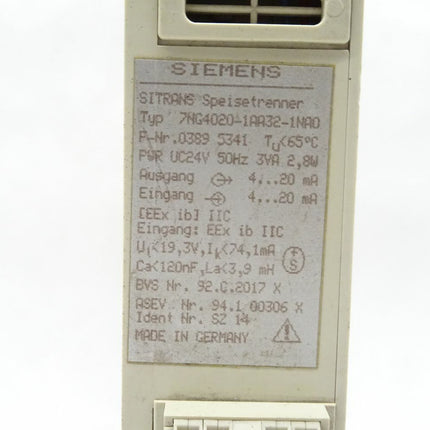 SIEMENS
SITRANS Speisetrenner
Typ 7NG4020-1AA32-1NA0
F-Nr.0389 5341 Tu<65°C
PWR UC24V 50Hz 3VA 2,8W
Ausgang 4...20 mA
Eingang 4...20 mA
[EEx ib] IIC
Eingang: EEx ib IIC
Ui<19,3V,Ik<74,1mA
Ca<120nF,La<3,9 mH
BVS Nr. 92.C.2017 X
ASEV Nr. 94.1 00306 X
Ident Nr. SZ 14
MADE IN GERMANY